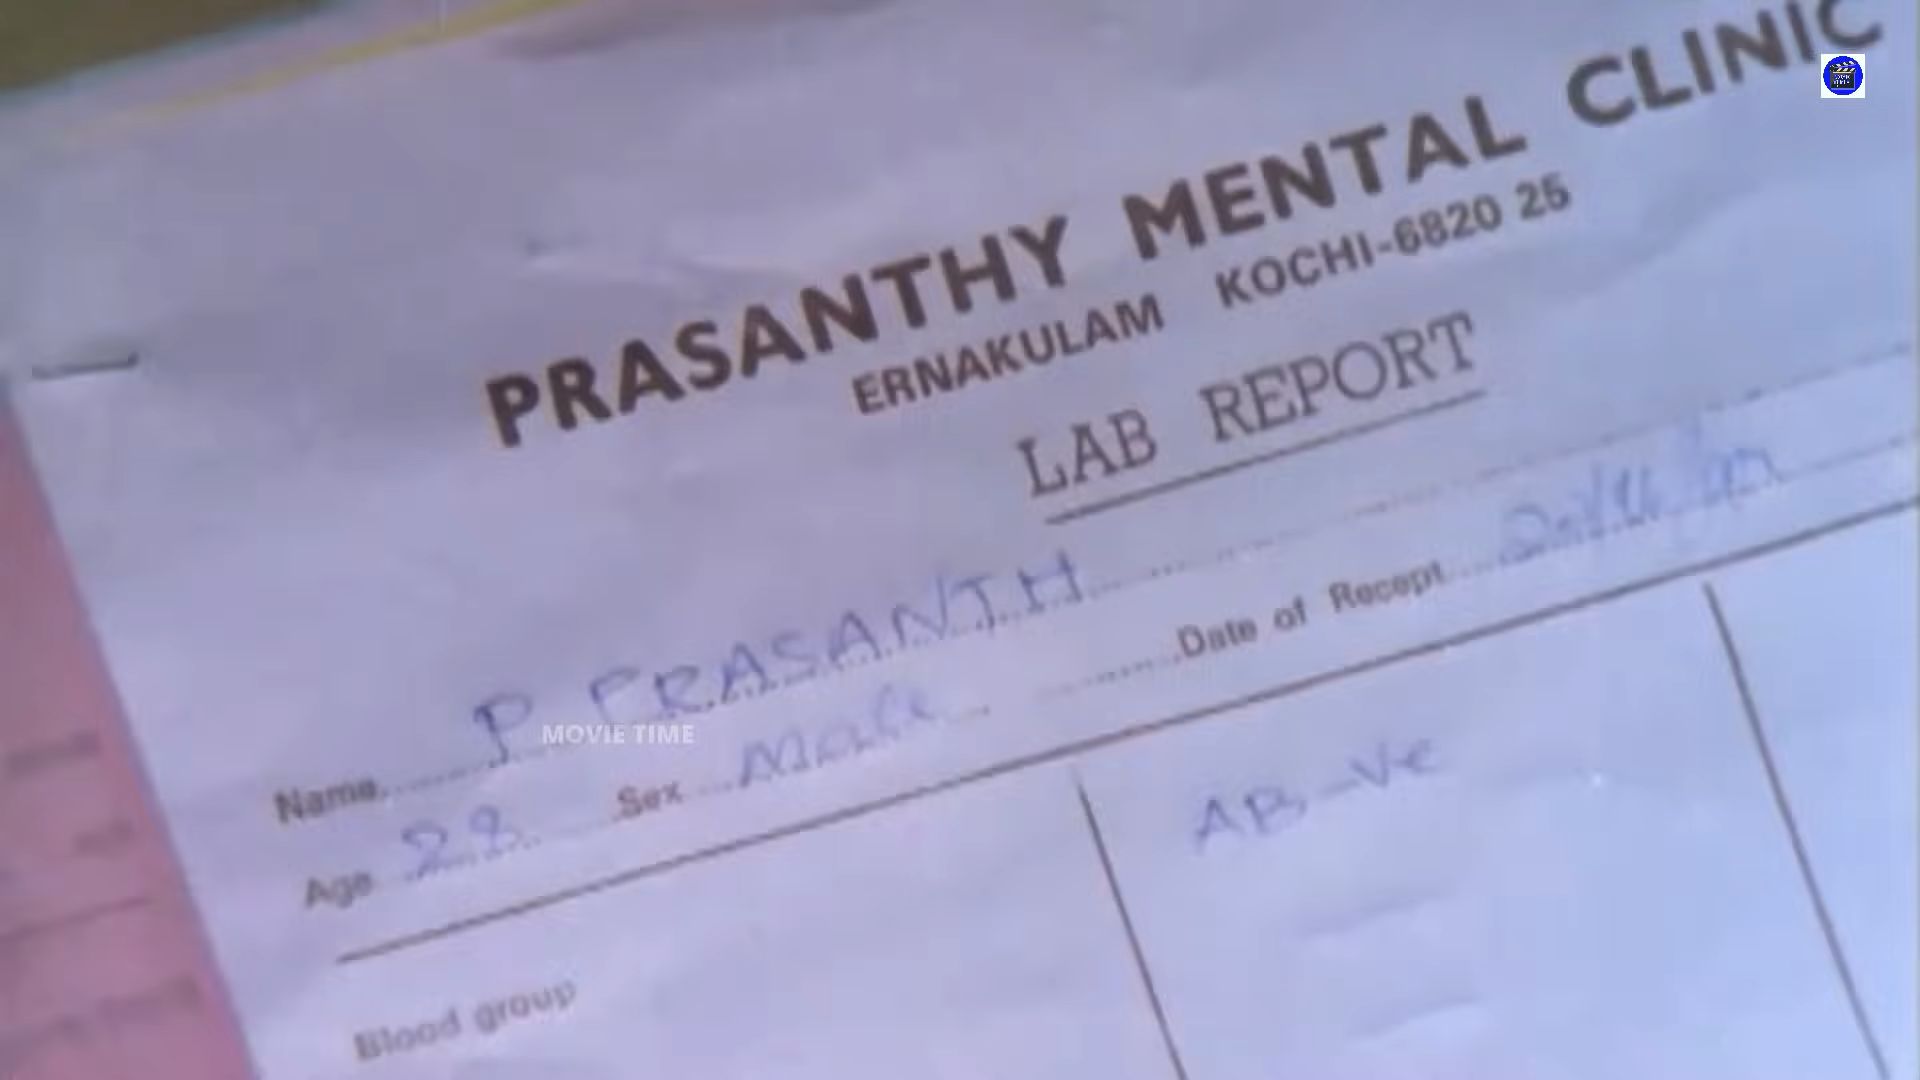 PRASANTHY MENTAL CLINIC
ERNAKULAM KOCHI-6820 25
LAB REPORT
Name P PRASANTH
Age 28 Sex Male Date of Recept
Blood group AB -Ve
MOVIE TIME